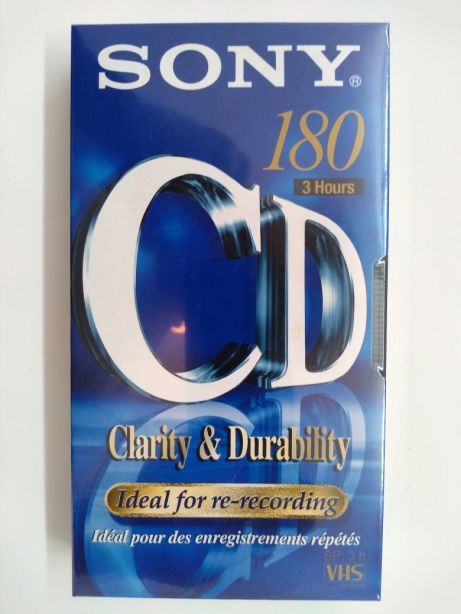 SONY®
180
3 Hours
CD
Clarity & Durability
Ideal for re-recording
Idéal pour des enregistrements répétés
SP: 3 h
VHS